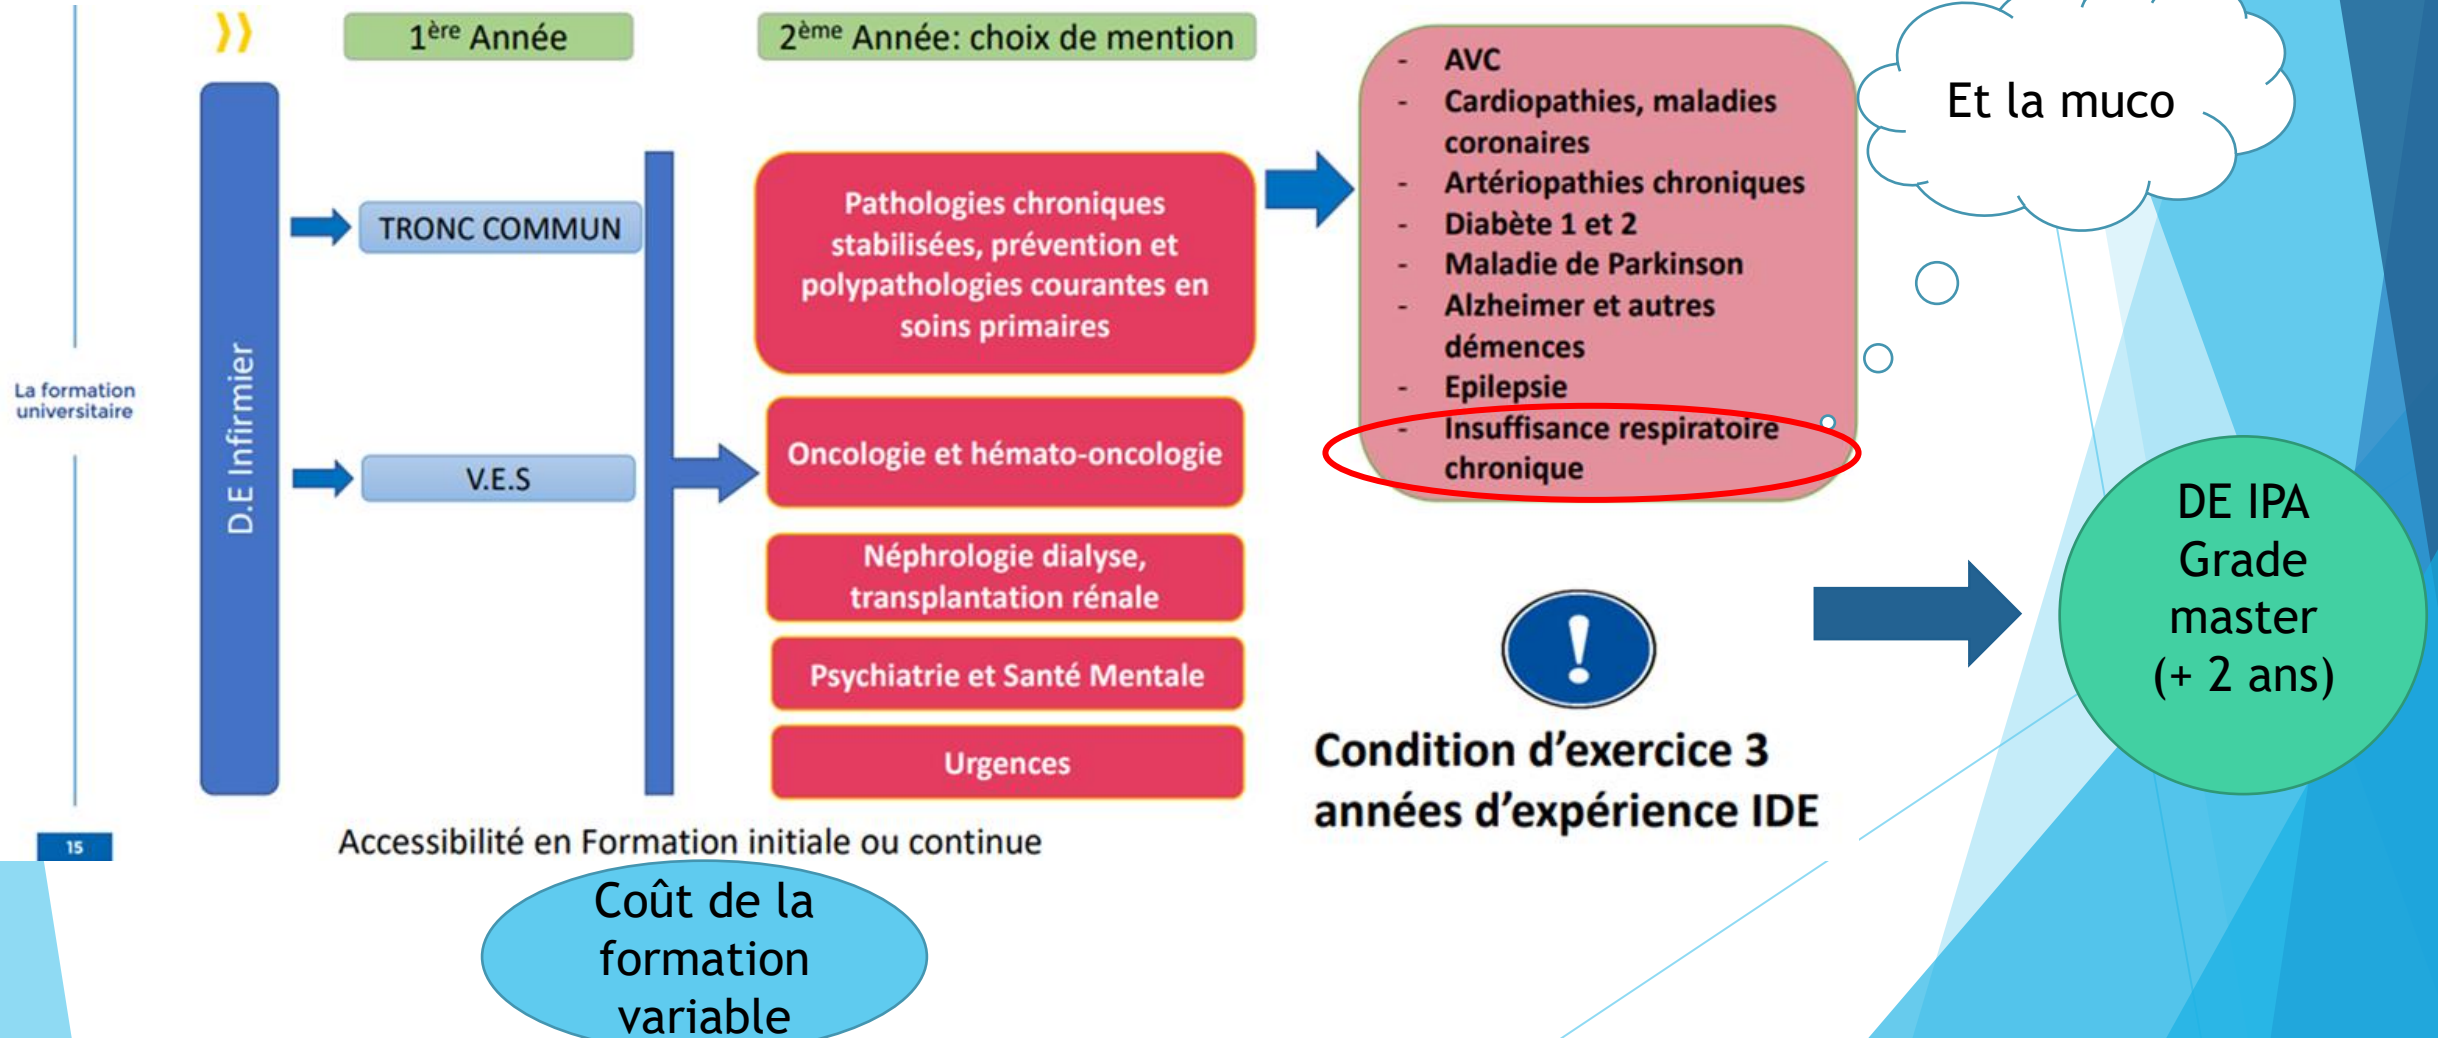 1ère Année
2ème Année: choix de mention
La formation
universitaire
15
D.E Infirmier
TRONC COMMUN
V.E.S
Pathologies chroniques
stabilisées, prévention et
polypathologies courantes en
soins primaires
Oncologie et hémato-oncologie
Néphrologie dialyse,
transplantation rénale
Psychiatrie et Santé Mentale
Urgences
- AVC
- Cardiopathies, maladies
coronaires
- Artériopathies chroniques
- Diabète 1 et 2
- Maladie de Parkinson
- Alzheimer et autres
démences
- Epilepsie
- Insuffisance respiratoire
chronique
Et la muco
!
Condition d’exercice 3
années d’expérience IDE
DE IPA
Grade
master
(+ 2 ans)
Accessibilité en Formation initiale ou continue
Coût de la
formation
variable